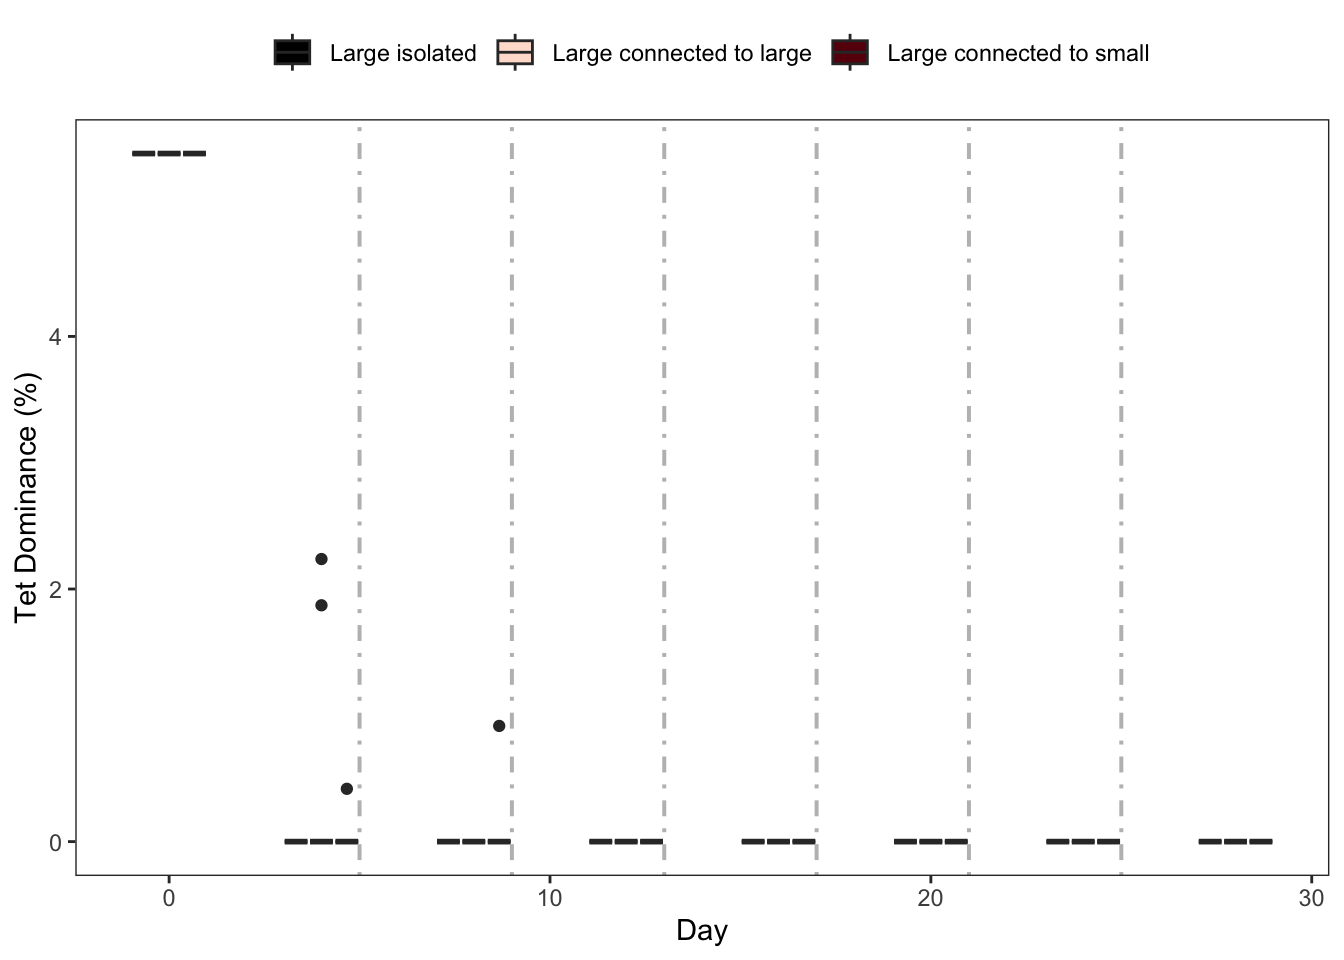 Large isolated Large connected to large Large connected to small
Tet Dominance (%)
4
2
0
0 10 20 30
Day